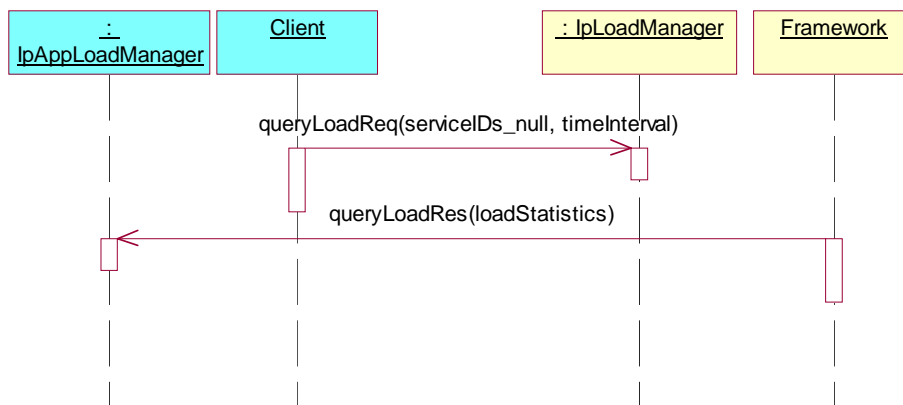 :
IpAppLoadManager
Client
: IpLoadManager
Framework
queryLoadReq(serviceIDs_null, timeInterval)
queryLoadRes(loadStatistics)